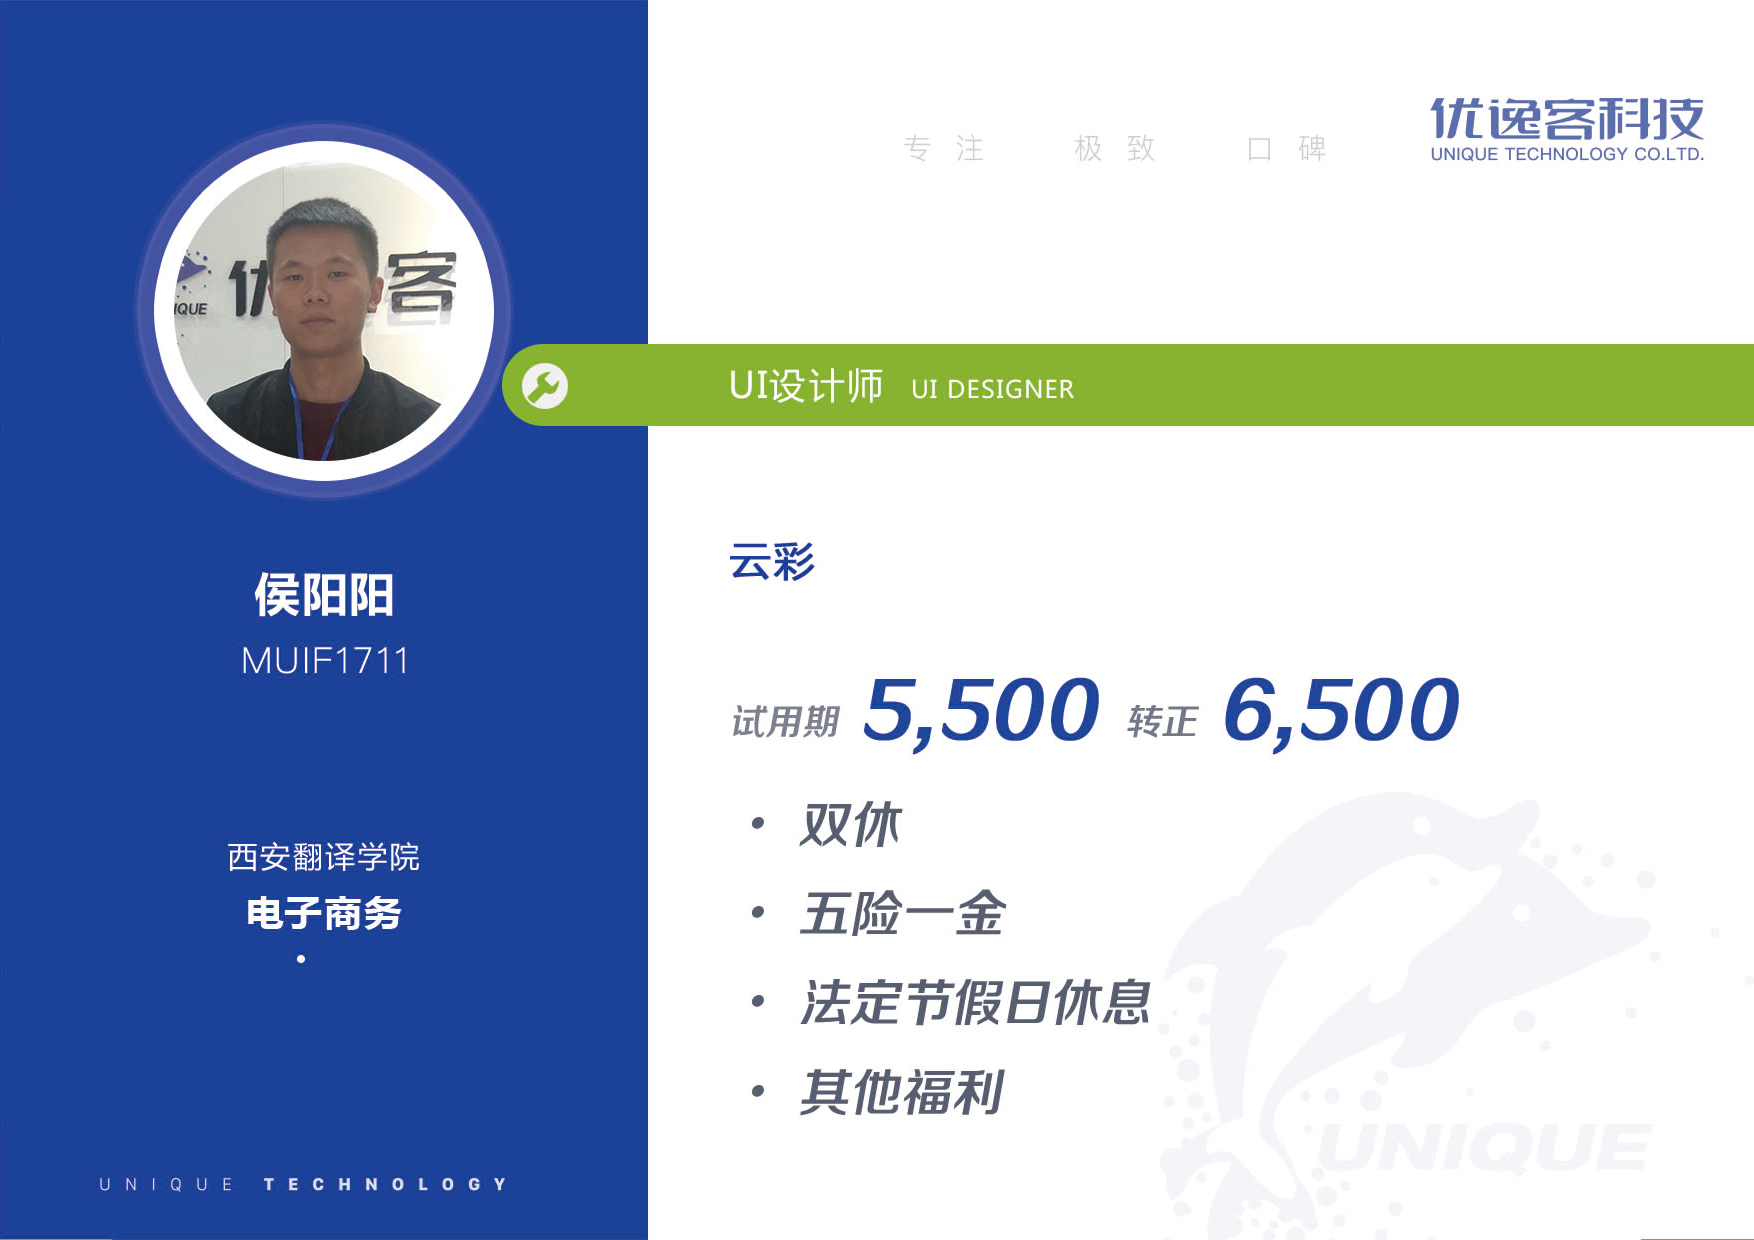 专注 极致 口碑
优逸客科技
UNIQUE TECHNOLOGY CO.LTD.
优 客
IQUE
UI设计师 UI DESIGNER
侯阳阳
MUIF1711
西安翻译学院
电子商务
云彩
试用期 5,500 转正 6,500
• 双休
• 五险一金
• 法定节假日休息
• 其他福利
UNIQUE
UNIQUE TECHNOLOGY